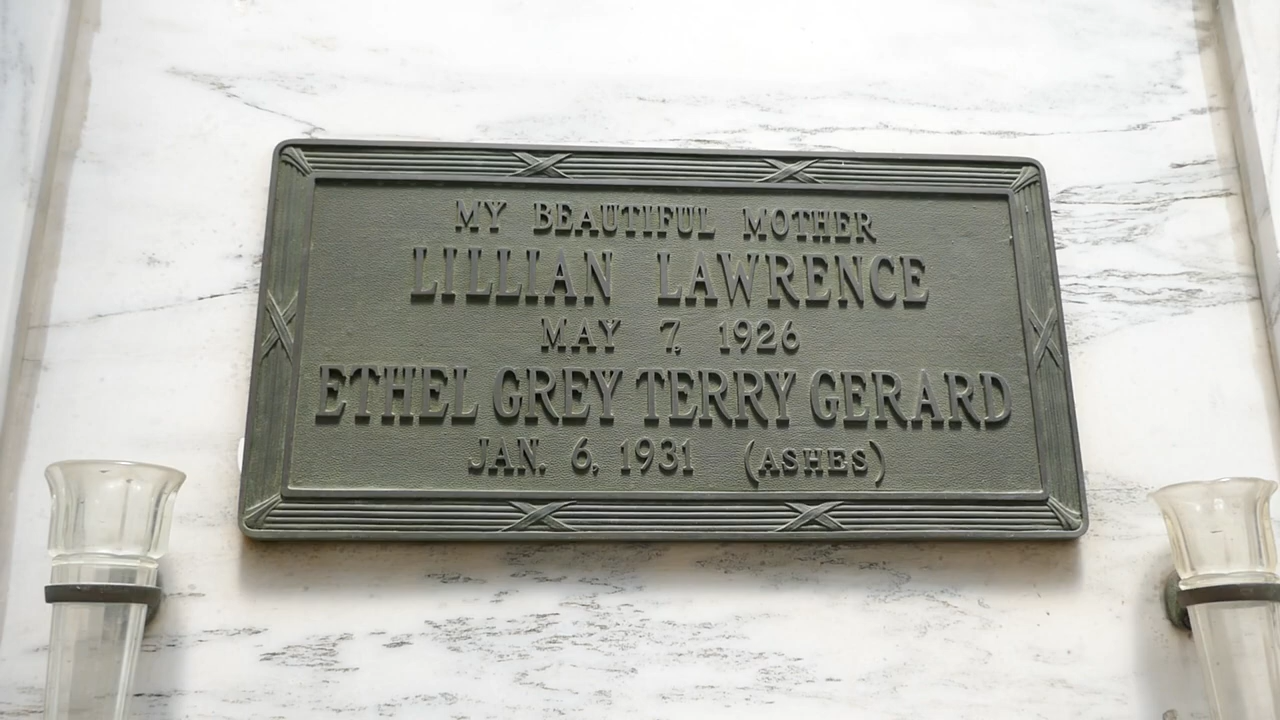 MY BEAUTIFUL MOTHER
LILLIAN LAWRENCE
MAY 7, 1926
ETHEL GREY TERRY GERARD
JAN. 6, 1931 (ASHES)